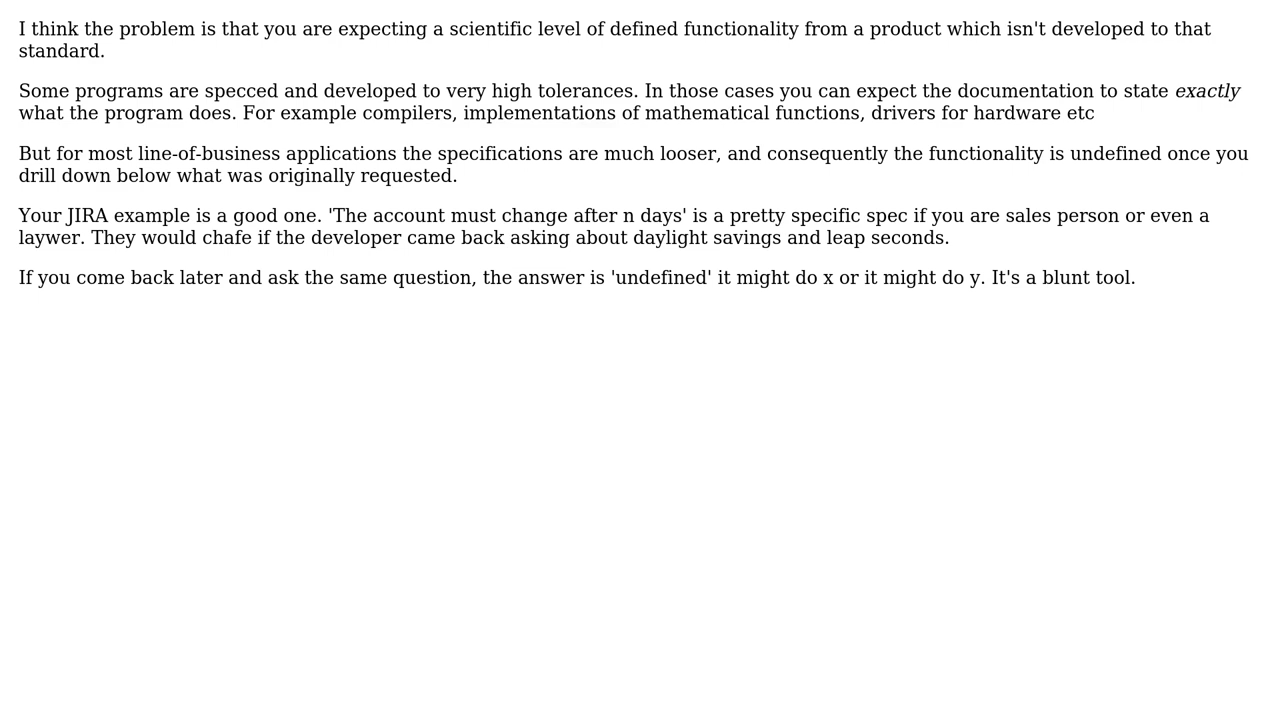 I think the problem is that you are expecting a scientific level of defined functionality from a product which isn't developed to that
standard.
Some programs are specced and developed to very high tolerances. In those cases you can expect the documentation to state exactly
what the program does. For example compilers, implementations of mathematical functions, drivers for hardware etc
But for most line-of-business applications the specifications are much looser, and consequently the functionality is undefined once you
drill down below what was originally requested.
Your JIRA example is a good one. 'The account must change after n days' is a pretty specific spec if you are sales person or even a
laywer. They would chafe if the developer came back asking about daylight savings and leap seconds.
If you come back later and ask the same question, the answer is 'undefined' it might do x or it might do y. It's a blunt tool.